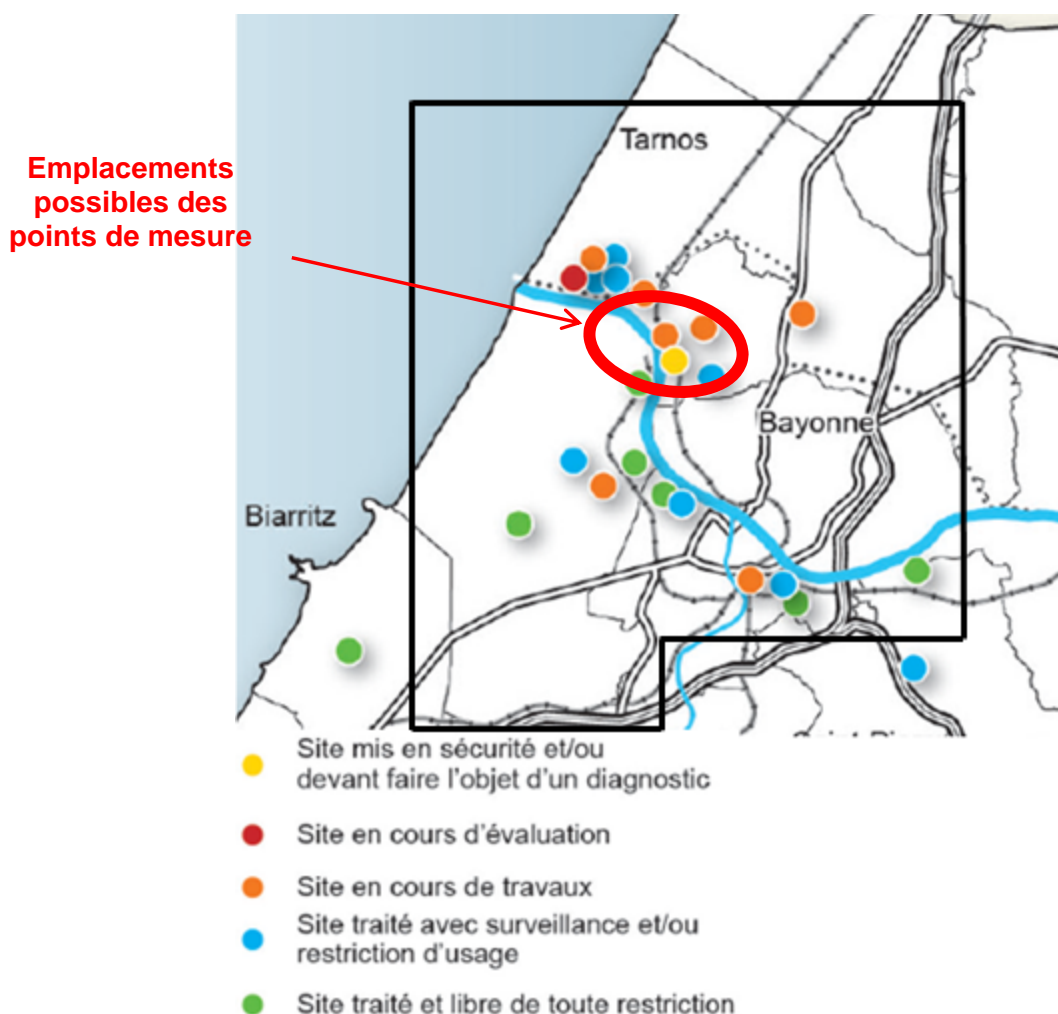 Tarnos
Emplacements
possibles des
points de mesure
Bayonne
Biarritz
Site mis en sécurité et/ou
devant faire l'objet d'un diagnostic
Site en cours d'évaluation
Site en cours de travaux
Site traité avec surveillance et/ou
restriction d'usage
Site traité et libre de toute restriction